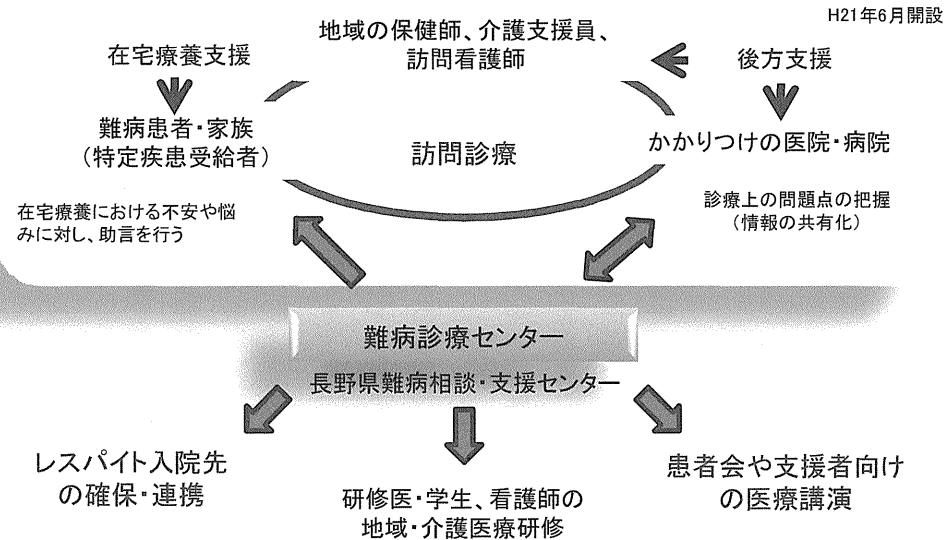 H21年6月開設
地域の保健師、介護支援員、
訪問看護師
在宅療養支援
後方支援
難病患者・家族
（特定疾患受給者）
訪問診療
かかりつけの医院・病院
在宅療養における不安や悩
みに対し、助言を行う
診療上の問題点の把握
（情報の共有化）
難病診療センター
長野県難病相談・支援センター
レスパイト入院先
の確保・連携
研修医・学生、看護師の
地域・介護医療研修
患者会や支援者向け
の医療講演